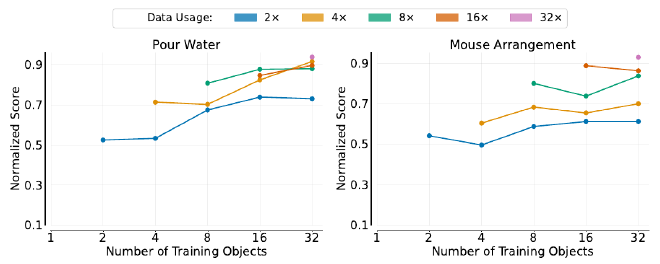 Data Usage: 2× 4× 8× 16× 32×
Pour Water
Normalized Score
0.9
0.7
0.5
0.3
0.1
1 2 4 8 16 32
Number of Training Objects
Mouse Arrangement
Normalized Score
0.9
0.7
0.5
0.3
0.1
1 2 4 8 16 32
Number of Training Objects